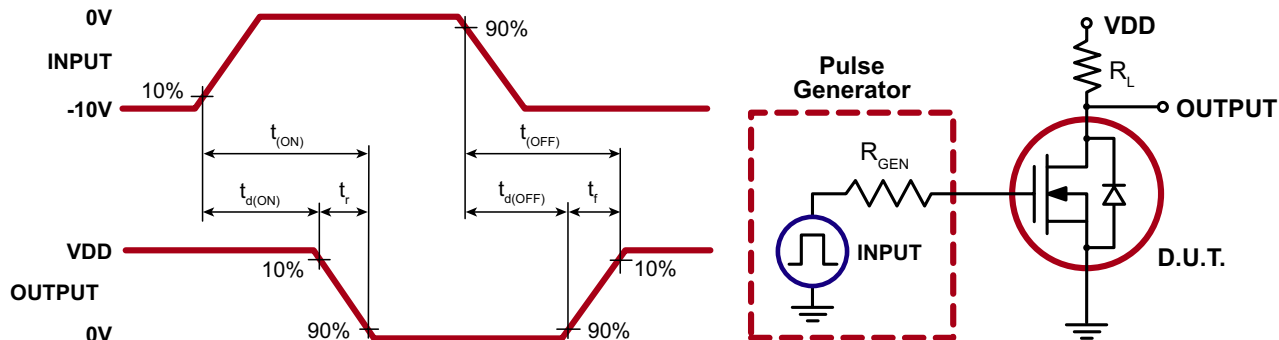 0V
INPUT
-10V
10%
90%
t(ON)
t(OFF)
td(ON)
tr
td(OFF)
tf
VDD
OUTPUT
0V
10%
90%
90%
10%
Pulse
Generator
RGEN
INPUT
VDD
RL
OUTPUT
D.U.T.